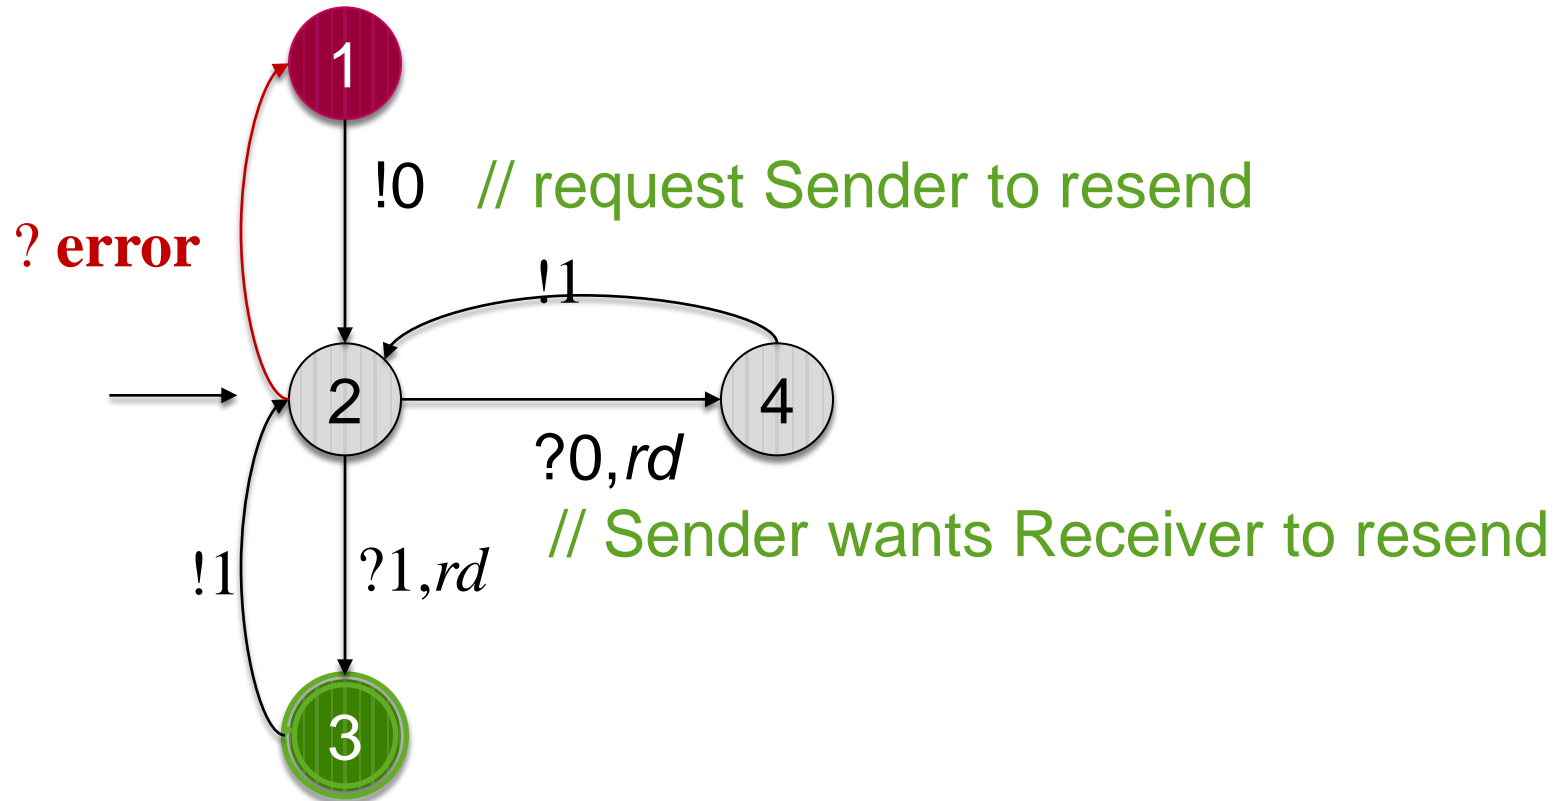 1
!0 // request Sender to resend
? error
!1
2
4
?0,rd
// Sender wants Receiver to resend
!1
?1,rd
3